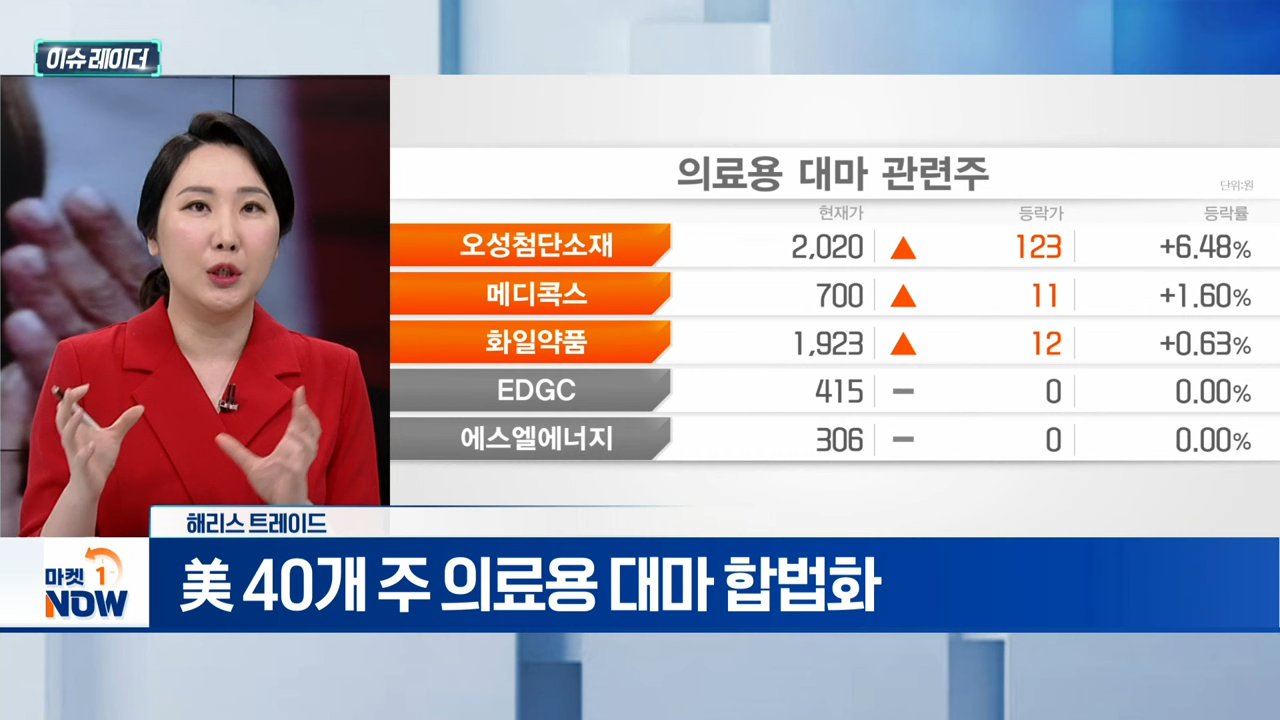 이슈 레이더
의료용 대마 관련주
단위:원
현재가 등락가 등락률
오성첨단소재 2,020 ▲ 123 +6.48%
메디콕스 700 ▲ 11 +1.60%
화일약품 1,923 ▲ 12 +0.63%
EDGC 415 − 0 0.00%
에스엘에너지 306 − 0 0.00%
해리스 트레이드
마켓 1
NOW
美 40개 주 의료용 대마 합법화